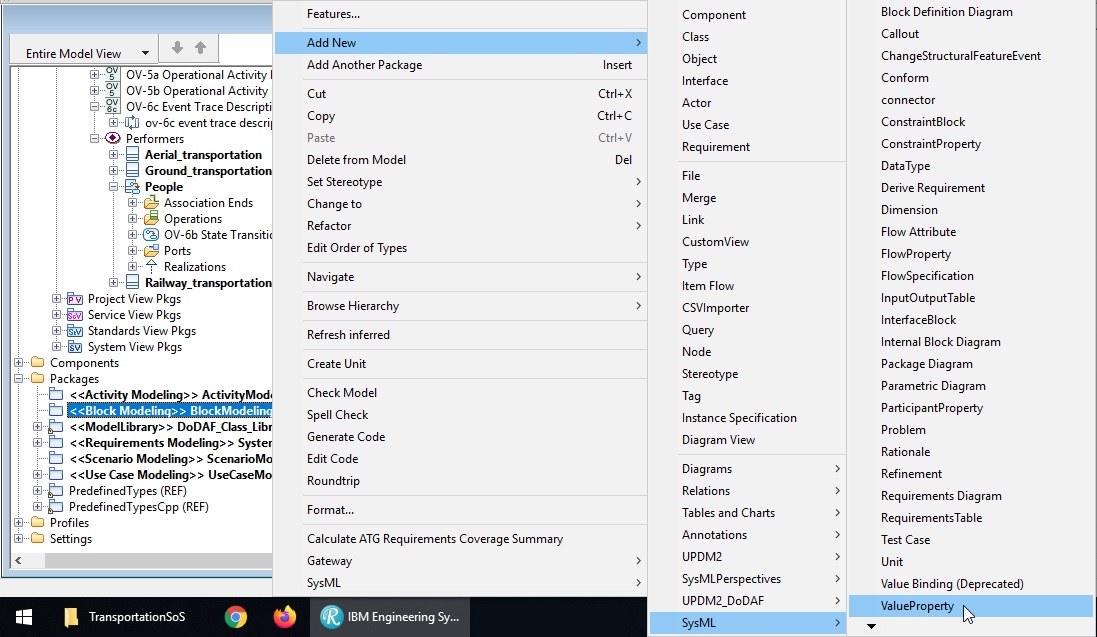 Entire Model View
OV-5a Operational Activity
OV-5b Operational Activity
OV-6c Event Trace Descripti
ov-6c event trace descrip
Performers
Aerial_transportation
Ground_transportation
People
Association Ends
Operations
OV-6b State Transitic
Ports
Realizations
Railway_transportation
Project View Pkgs
Service View Pkgs
Standards View Pkgs
System View Pkgs
Components
Packages
<<Activity Modeling>> ActivityMode
<<Block Modeling>> BlockModeling
<<ModelLibrary>> DoDAF_Class_Libr
<<Requirements Modeling>> System
<<Scenario Modeling>> ScenarioMo
<<Use Case Modeling>> UseCaseMo
PredefinedTypes (REF)
PredefinedTypesCpp (REF)
Profiles
Settings
Features...
Add New
Add Another Package Insert
Cut Ctrl+X
Copy Ctrl+C
Paste Ctrl+V
Delete from Model Del
Set Stereotype
Change to
Refactor
Edit Order of Types
Navigate
Browse Hierarchy
Refresh inferred
Create Unit
Check Model
Spell Check
Generate Code
Edit Code
Roundtrip
Format...
Calculate ATG Requirements Coverage Summary
Gateway
SysML
Component
Class
Object
Interface
Actor
Use Case
Requirement
File
Merge
Link
CustomView
Type
Item Flow
CSVImporter
Query
Node
Stereotype
Tag
Instance Specification
Diagram View
Diagrams
Relations
Tables and Charts
Annotations
UPDM2
SysMLPerspectives
UPDM2_DoDAF
SysML
Block Definition Diagram
Callout
ChangeStructuralFeatureEvent
Conform
connector
ConstraintBlock
ConstraintProperty
DataType
Derive Requirement
Dimension
Flow Attribute
FlowProperty
FlowSpecification
InputOutputTable
InterfaceBlock
Internal Block Diagram
Package Diagram
Parametric Diagram
ParticipantProperty
Problem
Rationale
Refinement
Requirements Diagram
RequirementsTable
Test Case
Unit
Value Binding (Deprecated)
ValueProperty
TransportationSoS
IBM Engineering Sy...